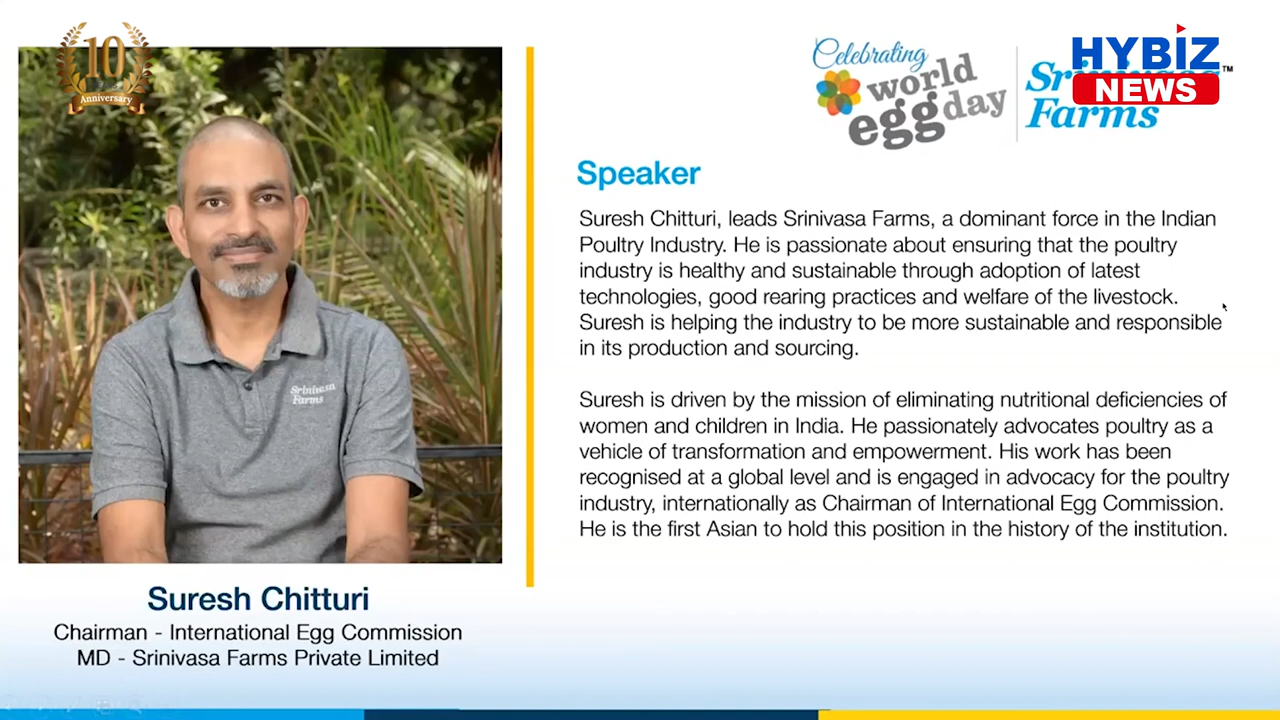 10
Anniversary
Celebrating
world
egg day
Srinivasa™
Farms
HYBIZ
NEWS
Srinivasa
Farms
Speaker
Suresh Chitturi, leads Srinivasa Farms, a dominant force in the Indian
Poultry Industry. He is passionate about ensuring that the poultry
industry is healthy and sustainable through adoption of latest
technologies, good rearing practices and welfare of the livestock.
Suresh is helping the industry to be more sustainable and responsible
in its production and sourcing.
Suresh is driven by the mission of eliminating nutritional deficiencies of
women and children in India. He passionately advocates poultry as a
vehicle of transformation and empowerment. His work has been
recognised at a global level and is engaged in advocacy for the poultry
industry, internationally as Chairman of International Egg Commission.
He is the first Asian to hold this position in the history of the institution.
Suresh Chitturi
Chairman - International Egg Commission
MD - Srinivasa Farms Private Limited